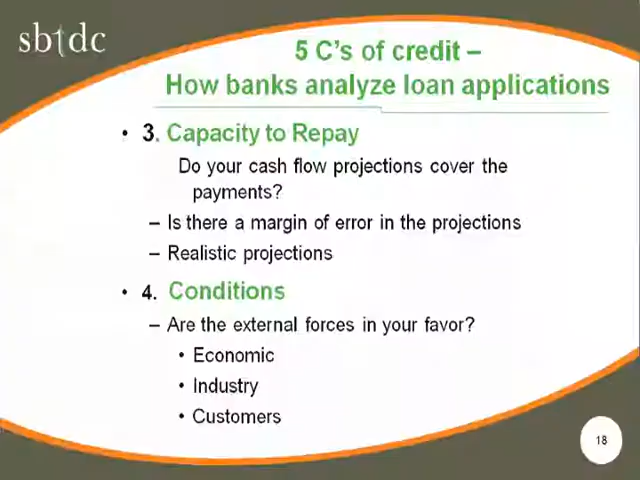 sbtdc
5 C's of credit –
How banks analyze loan applications
• 3. Capacity to Repay
Do your cash flow projections cover the
payments?
– Is there a margin of error in the projections
– Realistic projections
• 4. Conditions
– Are the external forces in your favor?
• Economic
• Industry
• Customers
18